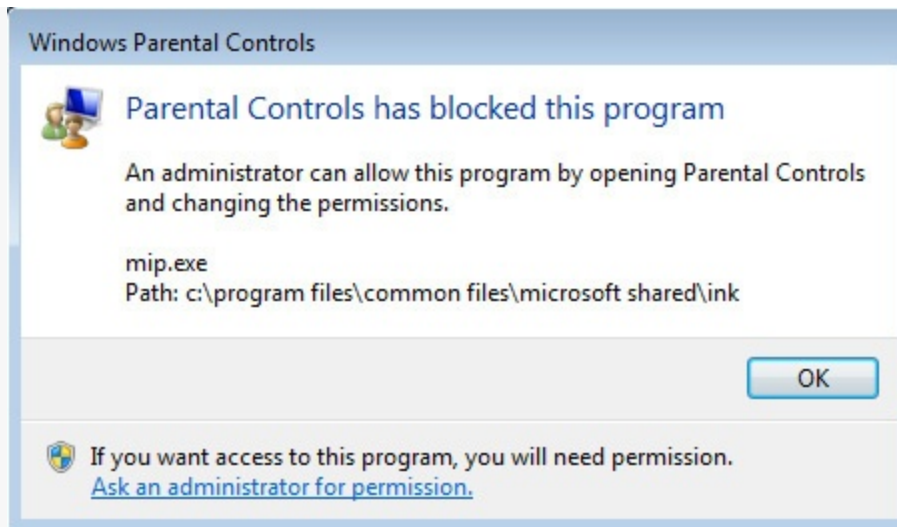 Windows Parental Controls
Parental Controls has blocked this program
An administrator can allow this program by opening Parental Controls
and changing the permissions.
mip.exe
Path: c:\program files\common files\microsoft shared\ink
OK
If you want access to this program, you will need permission.
Ask an administrator for permission.